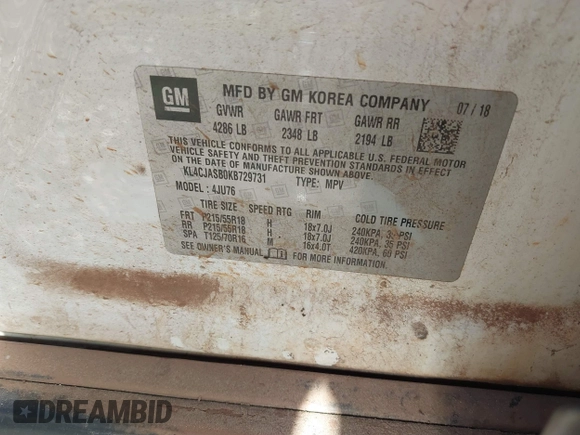 GM
MFD BY GM KOREA COMPANY 07 / 18
GVWR GAWR FRT GAWR RR
4286 LB 2348 LB 2194 LB
THIS VEHICLE CONFORMS TO ALL APPLICABLE U.S. FEDERAL MOTOR
VEHICLE SAFETY AND THEFT PREVENTION STANDARDS IN EFFECT
ON THE DATE OF MANUFACTURE SHOWN ABOVE.
KL4CJASB0KB729731 TYPE: MPV
MODEL: 4JU76
TIRE SIZE SPEED RTG RIM COLD TIRE PRESSURE
FRT P215/55R18 H 18x7.0J 240KPA, PSI
RR P215/55R18 H 18x7.0J 240KPA, 35 PSI
SPA T125/70R16 M 16x4.0T 420KPA, 60 PSI
SEE OWNER'S MANUAL FOR MORE INFORMATION.
DREAMBID